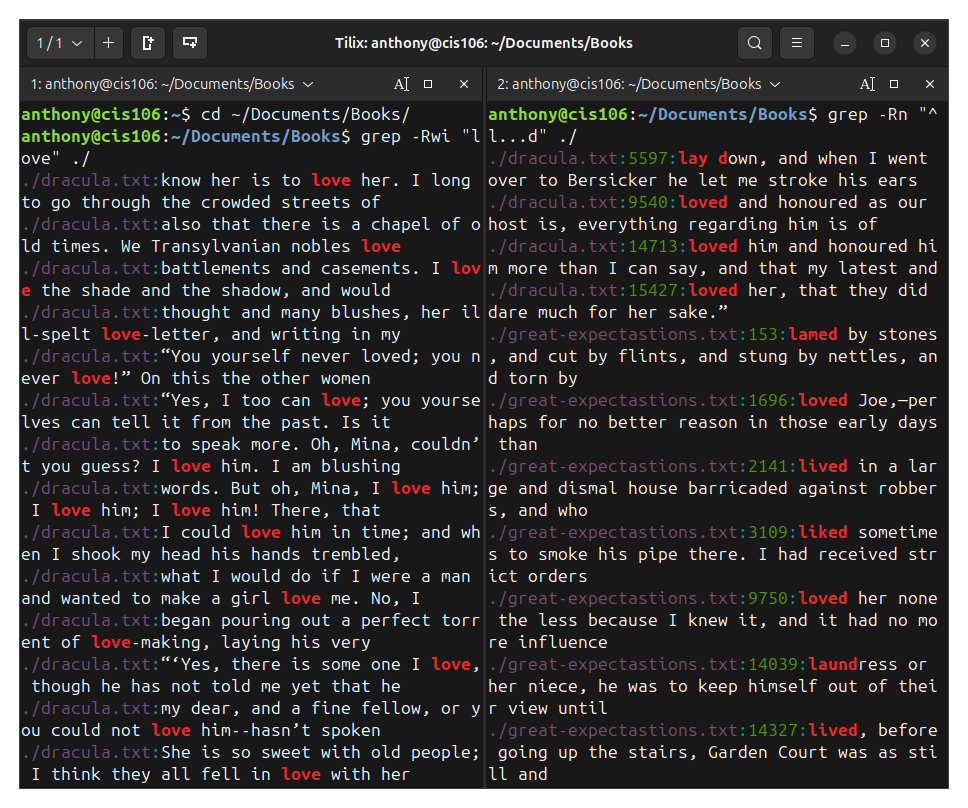 1 / 1
Tilix: anthony@cis106: ~/Documents/Books
1: anthony@cis106: ~/Documents/Books
anthony@cis106:~$ cd ~/Documents/Books/
anthony@cis106:~/Documents/Books$ grep -Rwi "l
ove" ./
./dracula.txt:know her is to love her. I long
to go through the crowded streets of
./dracula.txt:also that there is a chapel of o
ld times. We Transylvanian nobles love
./dracula.txt:battlements and casements. I lov
e the shade and the shadow, and would
./dracula.txt:thought and many blushes, her il
l-spelt love-letter, and writing in my
./dracula.txt:“You yourself never loved; you n
ever love!” On this the other women
./dracula.txt:“Yes, I too can love; you yourse
lves can tell it from the past. Is it
./dracula.txt:to speak more. Oh, Mina, couldn’
t you guess? I love him. I am blushing
./dracula.txt:words. But oh, Mina, I love him;
I love him; I love him! There, that
./dracula.txt:I could love him in time; and wh
en I shook my head his hands trembled,
./dracula.txt:what I would do if I were a man
and wanted to make a girl love me. No, I
./dracula.txt:began pouring out a perfect torr
ent of love-making, laying his very
./dracula.txt:“‘Yes, there is some one I love,
though he has not told me yet that he
./dracula.txt:my dear, and a fine fellow, or y
ou could not love him--hasn’t spoken
./dracula.txt:She is so sweet with old people;
I think they all fell in love with her
2: anthony@cis106: ~/Documents/Books
anthony@cis106:~/Documents/Books$ grep -Rn "^
l...d" ./
./dracula.txt:5597:lay down, and when I went
over to Bersicker he let me stroke his ears
./dracula.txt:9540:loved and honoured as our
host is, everything regarding him is of
./dracula.txt:14713:loved him and honoured hi
m more than I can say, and that my latest and
./dracula.txt:15427:loved her, that they did
dare much for her sake.”
./great-expectastions.txt:153:lamed by stones
, and cut by flints, and stung by nettles, an
d torn by
./great-expectastions.txt:1696:loved Joe,—per
haps for no better reason in those early days
than
./great-expectastions.txt:2141:lived in a lar
ge and dismal house barricaded against robber
s, and who
./great-expectastions.txt:3109:liked sometime
s to smoke his pipe there. I had received str
ict orders
./great-expectastions.txt:9750:loved her none
the less because I knew it, and it had no mo
re influence
./great-expectastions.txt:14039:laundress or
her niece, he was to keep himself out of thei
r view until
./great-expectastions.txt:14327:lived, before
going up the stairs, Garden Court was as sti
ll and